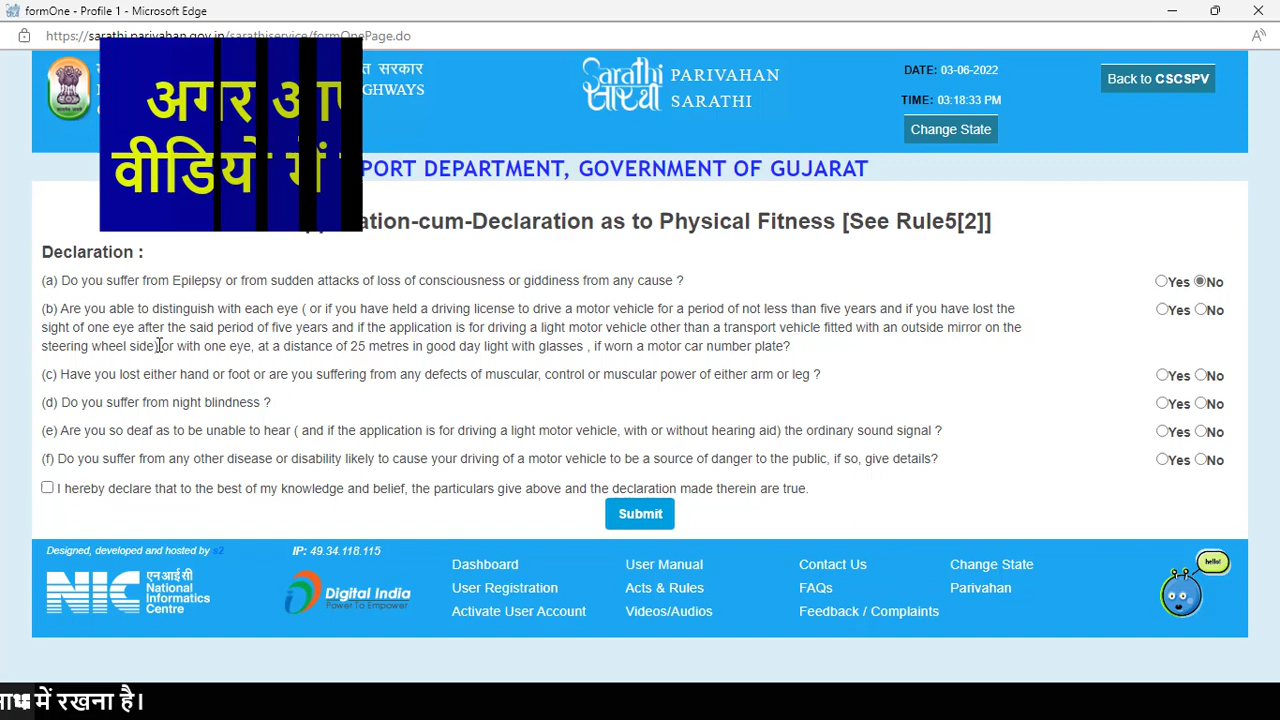 formOne - Profile 1 - Microsoft Edge
https://sarathi.parivahan.gov.in/sarathiservice/formOnePage.do
सरकार
GHWAYS
Sarathi
सारथी
PARIVAHAN
SARATHI
DATE: 03-06-2022
TIME: 03:18:33 PM
Change State
Back to CSCSPV
अगर आप
वीडियो में
PORT DEPARTMENT, GOVERNMENT OF GUJARAT
ation-cum-Declaration as to Physical Fitness [See Rule5[2]]
Declaration :
(a) Do you suffer from Epilepsy or from sudden attacks of loss of consciousness or giddiness from any cause ?
Yes No
(b) Are you able to distinguish with each eye ( or if you have held a driving license to drive a motor vehicle for a period of not less than five years and if you have lost the
Yes No
sight of one eye after the said period of five years and if the application is for driving a light motor vehicle other than a transport vehicle fitted with an outside mirror on the
steering wheel side) or with one eye, at a distance of 25 metres in good day light with glasses , if worn a motor car number plate?
(c) Have you lost either hand or foot or are you suffering from any defects of muscular, control or muscular power of either arm or leg ?
Yes No
(d) Do you suffer from night blindness ?
Yes No
(e) Are you so deaf as to be unable to hear ( and if the application is for driving a light motor vehicle, with or without hearing aid) the ordinary sound signal ?
Yes No
(f) Do you suffer from any other disease or disability likely to cause your driving of a motor vehicle to be a source of danger to the public, if so, give details?
Yes No
I hereby declare that to the best of my knowledge and belief, the particulars give above and the declaration made therein are true.
Submit
Designed, developed and hosted by s2
IP: 49.34.118.115
NIC
एन आई सी
National
Informatics
Centre
Digital India
Power To Empower
Dashboard
User Registration
Activate User Account
User Manual
Acts & Rules
Videos/Audios
Contact Us
FAQs
Feedback / Complaints
Change State
Parivahan
hello!
में रखना है।